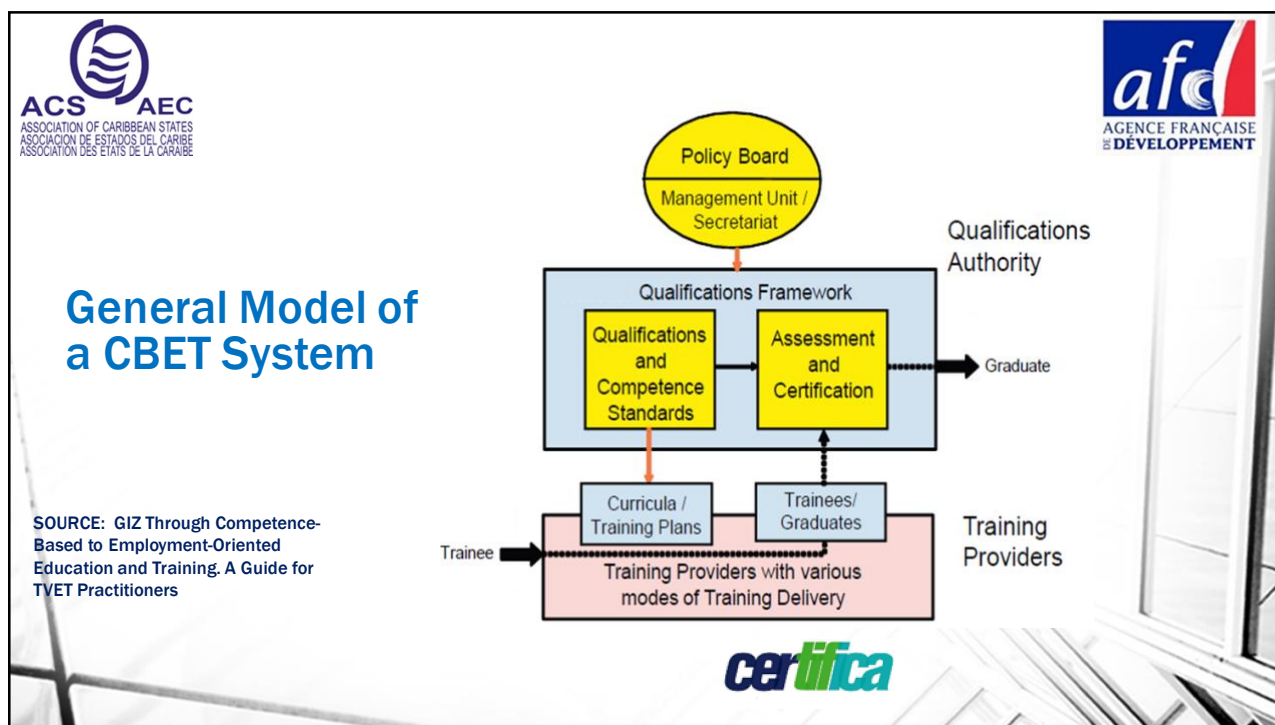 ACS AEC
ASSOCIATION OF CARIBBEAN STATES
ASOCIACION DE ESTADOS DEL CARIBE
ASSOCIATION DES ETATS DE LA CARAIBE
afd
AGENCE FRANÇAISE
DE DÉVELOPPEMENT
General Model of
a CBET System
SOURCE: GIZ Through Competence-
Based to Employment-Oriented
Education and Training. A Guide for
TVET Practitioners
Policy Board
Management Unit /
Secretariat
Qualifications
Authority
Qualifications Framework
Qualifications
and
Competence
Standards
Assessment
and
Certification
Graduate
Curricula /
Training Plans
Trainees/
Graduates
Training
Providers
Trainee
Training Providers with various
modes of Training Delivery
certifica